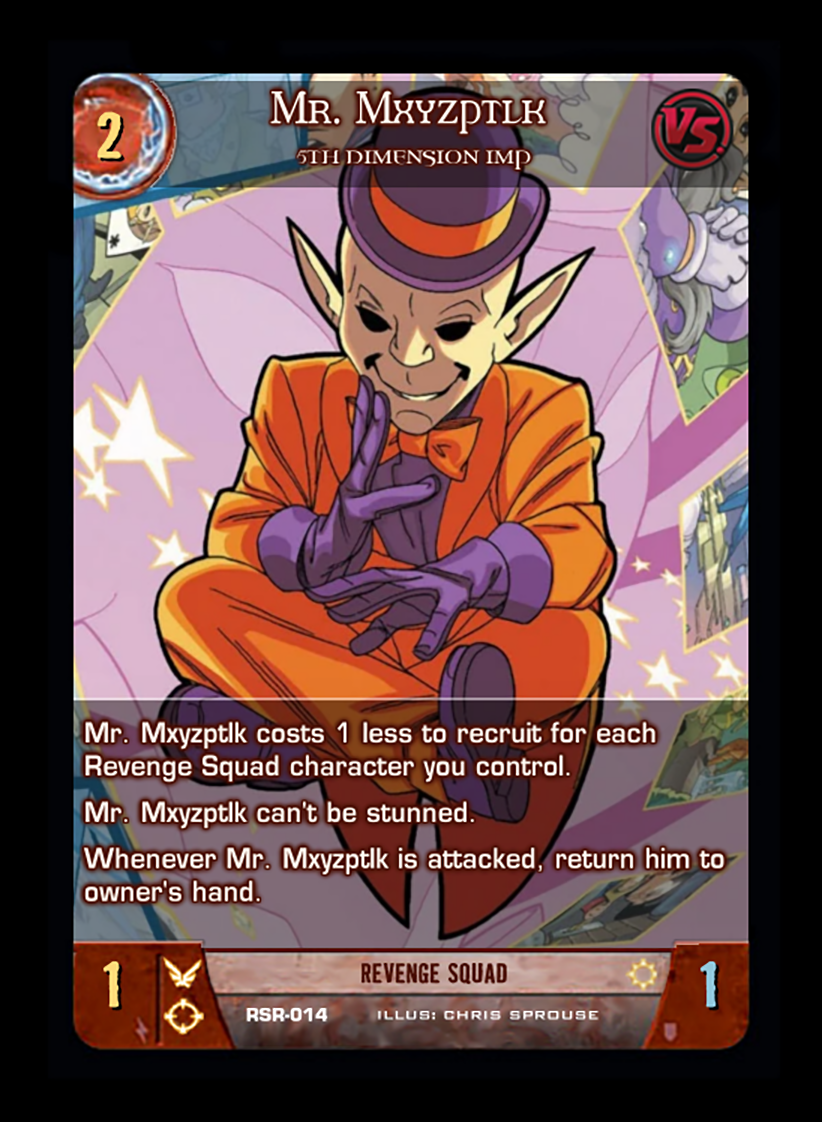 2
Mr. Mxyzptlk
VS.
5th Dimension Imp
Mr. Mxyzptlk costs 1 less to recruit for each
Revenge Squad character you control.
Mr. Mxyzptlk can't be stunned.
Whenever Mr. Mxyzptlk is attacked, return him to
owner's hand.
1
REVENGE SQUAD
1
RSR-014
ILLUS: CHRIS SPROUSE